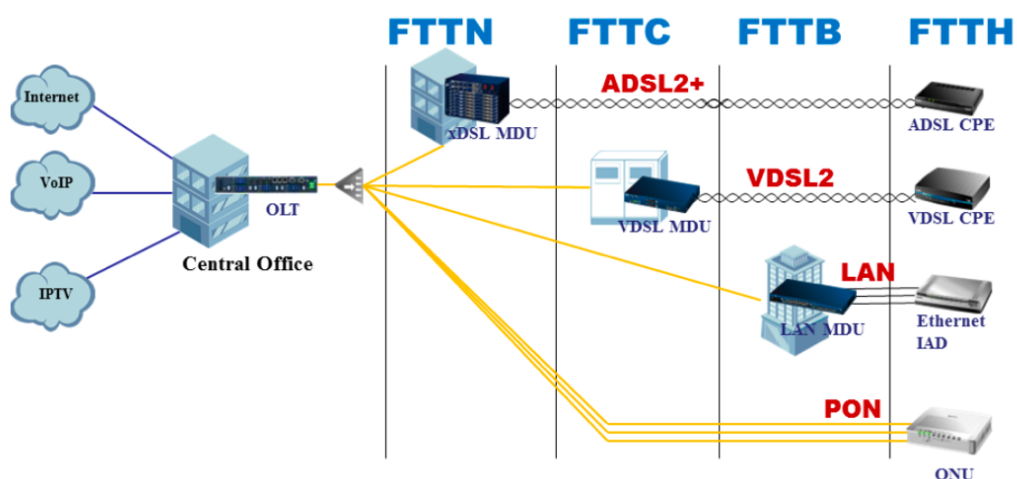 FTTN
FTTC
FTTB
FTTH
Internet
VoIP
IPTV
OLT
Central Office
xDSL MDU
ADSL2+
ADSL CPE
VDSL MDU
VDSL2
VDSL CPE
LAN
LAN MDU
Ethernet
IAD
PON
ONU